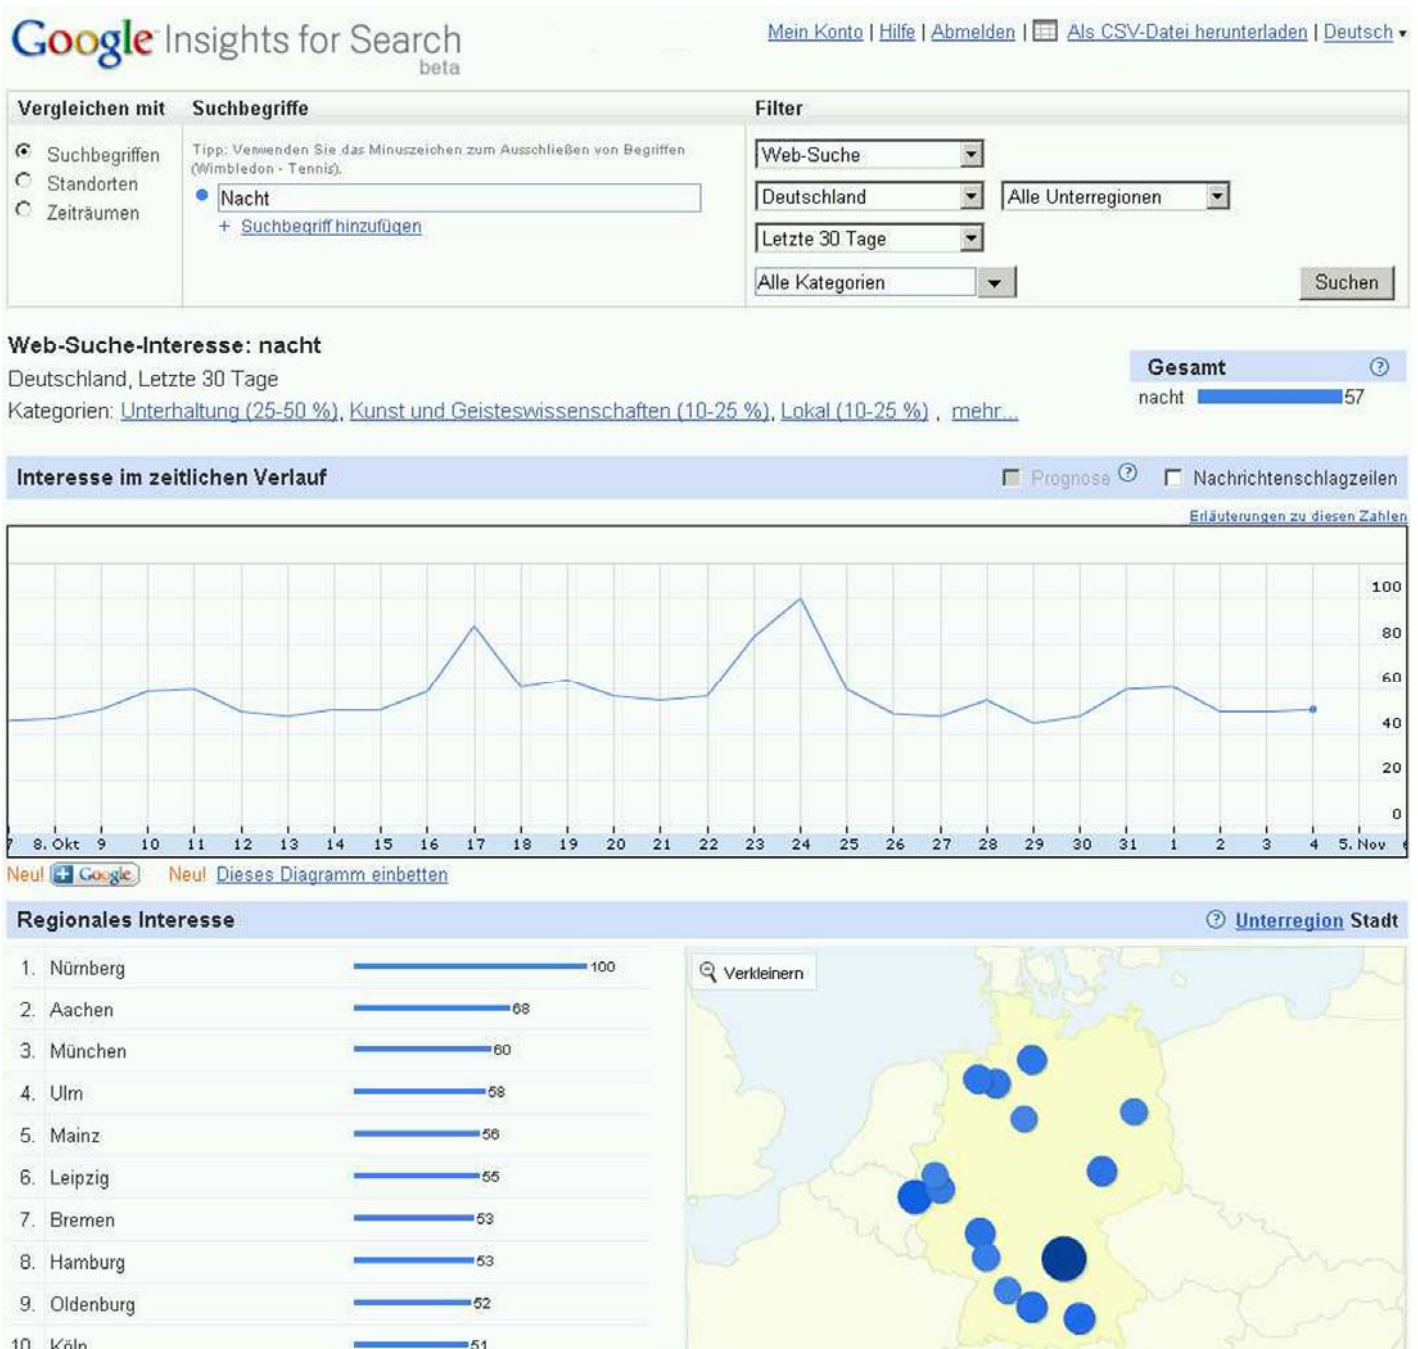 Google Insights for Search
beta
Mein Konto | Hilfe | Abmelden | Als CSV-Datei herunterladen | Deutsch
Vergleichen mit
Suchbegriffen
Standorten
Zeiträumen
Suchbegriffe
Tipp: Verwenden Sie das Minuszeichen zum Ausschließen von Begriffen
(Wimbledon - Tennis).
Nacht
+ Suchbegriff hinzufügen
Filter
Web-Suche
Deutschland Alle Unterregionen
Letzte 30 Tage
Alle Kategorien
Suchen
Web-Suche-Interesse: nacht
Deutschland, Letzte 30 Tage
Kategorien: Unterhaltung (25-50 %), Kunst und Geisteswissenschaften (10-25 %), Lokal (10-25 %) , mehr...
Gesamt ?
nacht 57
Interesse im zeitlichen Verlauf
Prognose ? Nachrichtenschlagzeilen
Erläuterungen zu diesen Zahlen
100
80
60
40
20
0
7 8. Okt 9 10 11 12 13 14 15 16 17 18 19 20 21 22 23 24 25 26 27 28 29 30 31 1 2 3 4 5. Nov
Neu! + Google Neu! Dieses Diagramm einbetten
Regionales Interesse
? Unterregion Stadt
1. Nürnberg 100
2. Aachen 68
3. München 60
4. Ulm 58
5. Mainz 56
6. Leipzig 55
7. Bremen 53
8. Hamburg 53
9. Oldenburg 52
10. Köln 51
Verkleinern